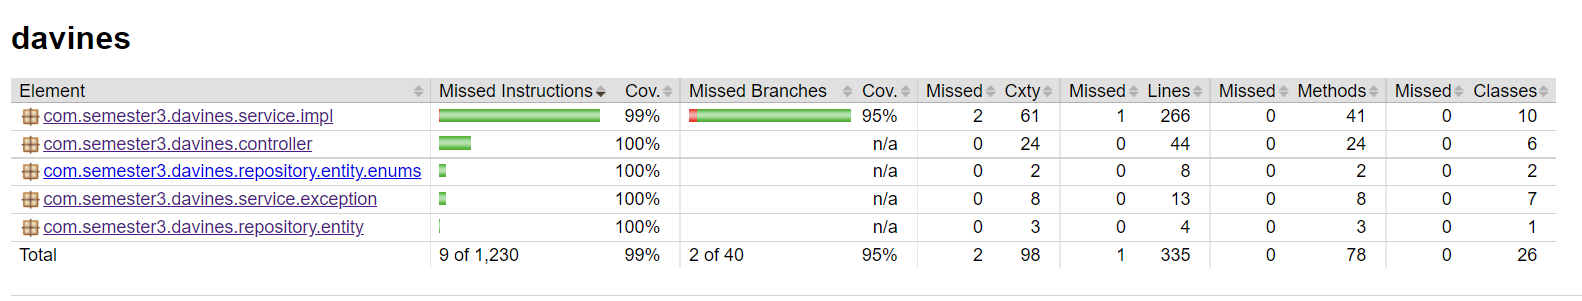 davines
Element Missed Instructions Cov. Missed Branches Cov. Missed Cxty Missed Lines Missed Methods Missed Classes
com.semester3.davines.service.impl 99% 95% 2 61 1 266 0 41 0 10
com.semester3.davines.controller 100% n/a 0 24 0 44 0 24 0 6
com.semester3.davines.repository.entity.enums 100% n/a 0 2 0 8 0 2 0 2
com.semester3.davines.service.exception 100% n/a 0 8 0 13 0 8 0 7
com.semester3.davines.repository.entity 100% n/a 0 3 0 4 0 3 0 1
Total 9 of 1,230 99% 2 of 40 95% 2 98 1 335 0 78 0 26